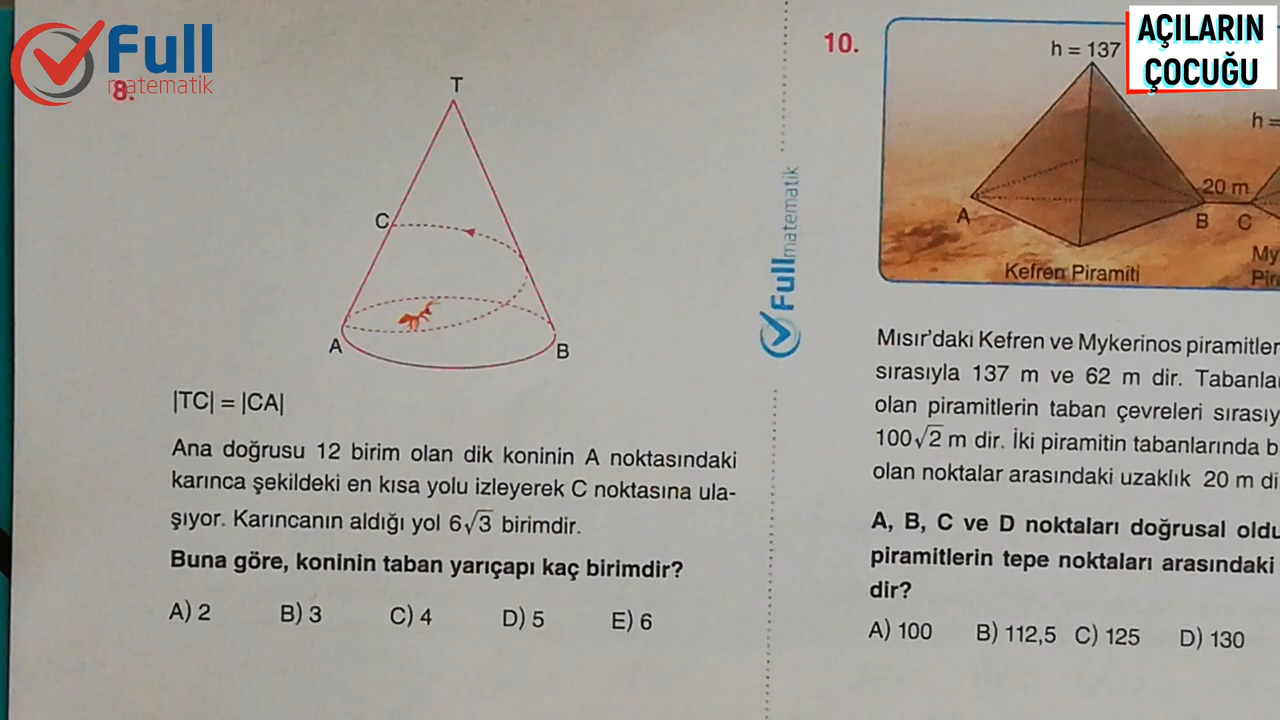 Full
matematik
8.
T
C
A
B
|TC| = |CA|
Ana doğrusu 12 birim olan dik koninin A noktasındaki
karınca şekildeki en kısa yolu izleyerek C noktasına ula-
şıyor. Karıncanın aldığı yol 6√3 birimdir.
Buna göre, koninin taban yarıçapı kaç birimdir?
A) 2 B) 3 C) 4 D) 5 E) 6
Full matematik
AÇILARIN
ÇOCUĞU
10.
h = 137
h =
20 m
A
B
C
My
Kefren Piramiti
Pir
Mısır'daki Kefren ve Mykerinos piramitler
sırasıyla 137 m ve 62 m dir. Tabanla
olan piramitlerin taban çevreleri sırasıy
100√2 m dir. İki piramitin tabanlarında b
olan noktalar arasındaki uzaklık 20 m di
A, B, C ve D noktaları doğrusal oldu
piramitlerin tepe noktaları arasındaki
dir?
A) 100 B) 112,5 C) 125 D) 130